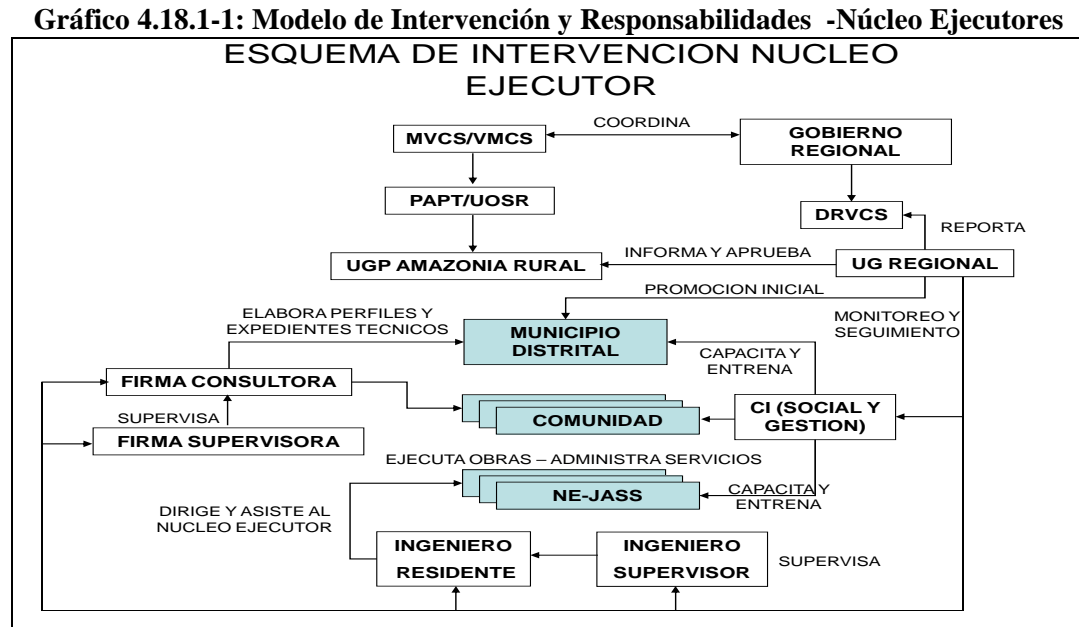 Gráfico 4.18.1-1: Modelo de Intervención y Responsabilidades -Núcleo Ejecutores
ESQUEMA DE INTERVENCION NUCLEO
EJECUTOR
MVCS/VMCS
COORDINA
GOBIERNO
REGIONAL
PAPT/UOSR
DRVCS
REPORTA
UGP AMAZONIA RURAL
INFORMA Y APRUEBA
UG REGIONAL
PROMOCION INICIAL
ELABORA PERFILES Y
EXPEDIENTES TECNICOS
MUNICIPIO
DISTRITAL
MONITOREO Y
SEGUIMIENTO
CAPACITA Y
ENTRENA
FIRMA CONSULTORA
SUPERVISA
FIRMA SUPERVISORA
COMUNIDAD
CI (SOCIAL Y
GESTION)
EJECUTA OBRAS – ADMINISTRA SERVICIOS
NE-JASS
CAPACITA Y
ENTRENA
DIRIGE Y ASISTE AL
NUCLEO EJECUTOR
INGENIERO
RESIDENTE
INGENIERO
SUPERVISOR
SUPERVISA